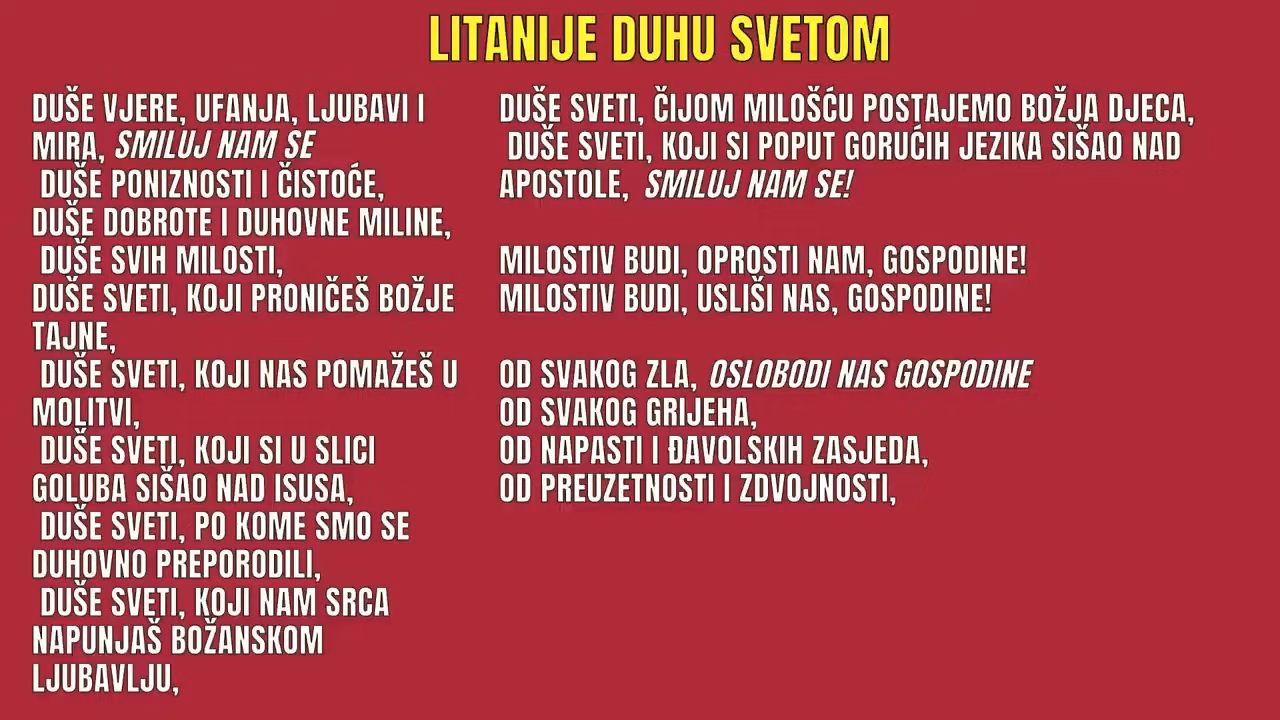 LITANIJE DUHU SVETOM
DUŠE VJERE, UFANJA, LJUBAVI I
MIRA, SMILUJ NAM SE
DUŠE PONIZNOSTI I ČISTOĆE,
DUŠE DOBROTE I DUHOVNE MILINE,
DUŠE SVIH MILOSTI,
DUŠE SVETI, KOJI PRONIČEŠ BOŽJE
TAJNE,
DUŠE SVETI, KOJI NAS POMAŽEŠ U
MOLITVI,
DUŠE SVETI, KOJI SI U SLICI
GOLUBA SIŠAO NAD ISUSA,
DUŠE SVETI, PO KOME SMO SE
DUHOVNO PREPORODILI,
DUŠE SVETI, KOJI NAM SRCA
NAPUNJAŠ BOŽANSKOM
LJUBAVLJU,
DUŠE SVETI, ČIJOM MILOŠĆU POSTAJEMO BOŽJA DJECA,
DUŠE SVETI, KOJI SI POPUT GORUĆIH JEZIKA SIŠAO NAD
APOSTOLE, SMILUJ NAM SE!
MILOSTIV BUDI, OPROSTI NAM, GOSPODINE!
MILOSTIV BUDI, USLIŠI NAS, GOSPODINE!
OD SVAKOG ZLA, OSLOBODI NAS GOSPODINE
OD SVAKOG GRIJEHA,
OD NAPASTI I ĐAVOLSKIH ZASJEDA,
OD PREUZETNOSTI I ZDVOJNOSTI,